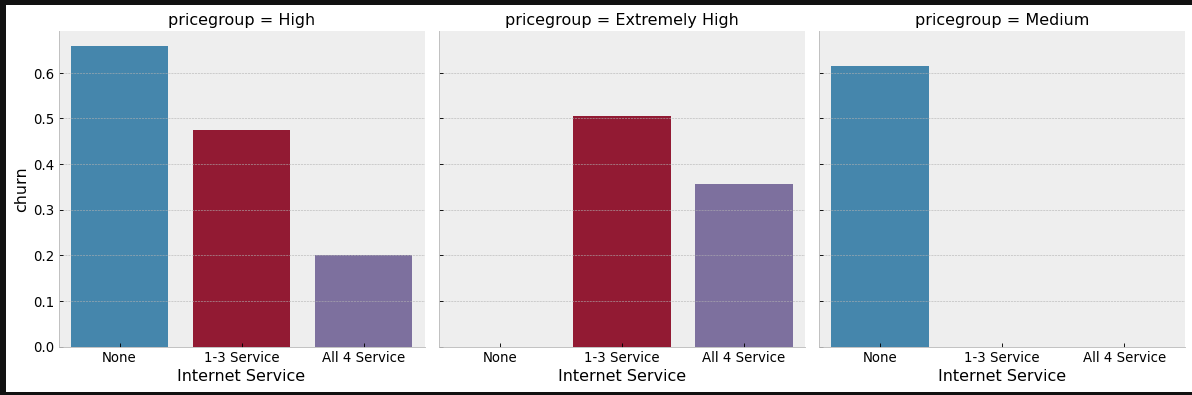 pricegroup = High
pricegroup = Extremely High
pricegroup = Medium
churn
0.6
0.5
0.4
0.3
0.2
0.1
0.0
None 1-3 Service All 4 Service
None 1-3 Service All 4 Service
None 1-3 Service All 4 Service
Internet Service
Internet Service
Internet Service